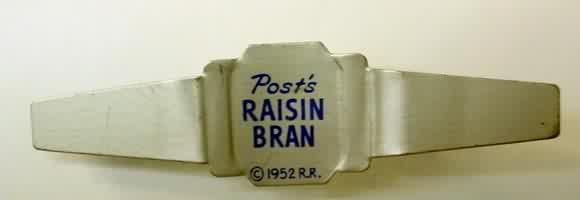 Post's
RAISIN
BRAN
© 1952 R.R.